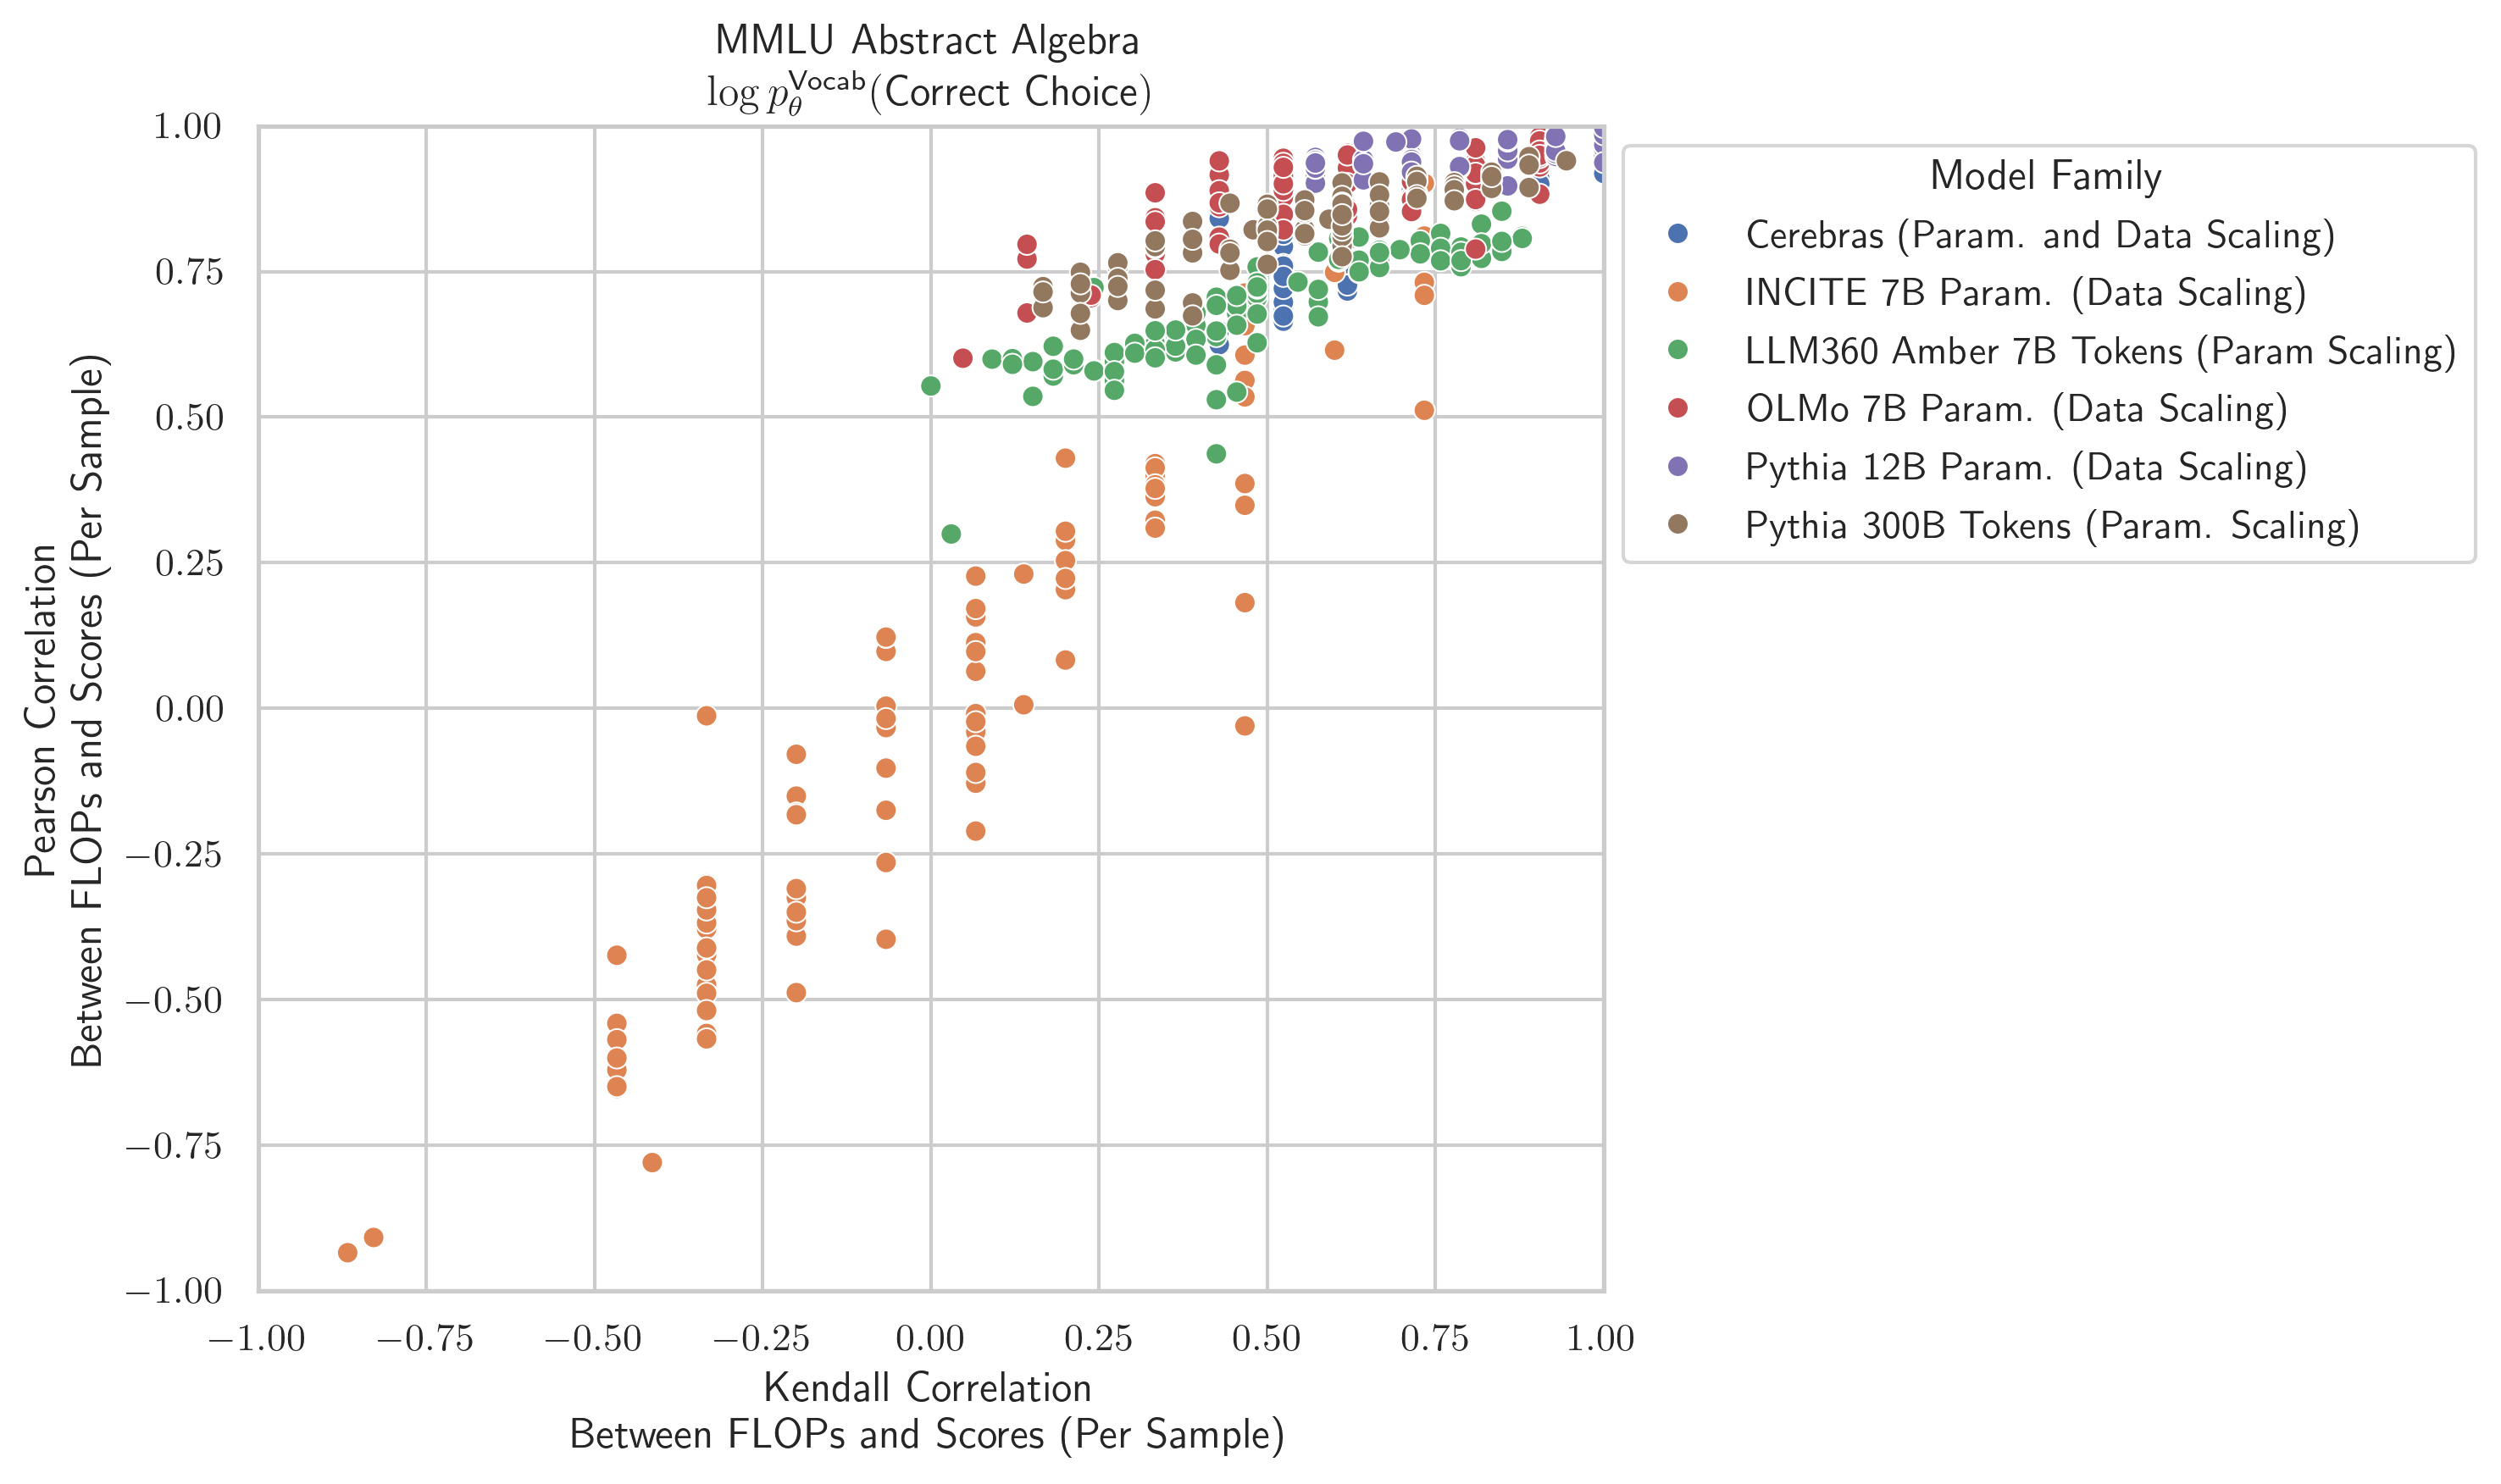 MMLU Abstract Algebra
log p_θ^Vocab(Correct Choice)
1.00
0.75
0.50
0.25
0.00
−0.25
−0.50
−0.75
−1.00
Pearson Correlation
Between FLOPs and Scores (Per Sample)
−1.00
−0.75
−0.50
−0.25
0.00
0.25
0.50
0.75
1.00
Kendall Correlation
Between FLOPs and Scores (Per Sample)
Model Family
Cerebras (Param. and Data Scaling)
INCITE 7B Param. (Data Scaling)
LLM360 Amber 7B Tokens (Param Scaling)
OLMo 7B Param. (Data Scaling)
Pythia 12B Param. (Data Scaling)
Pythia 300B Tokens (Param. Scaling)